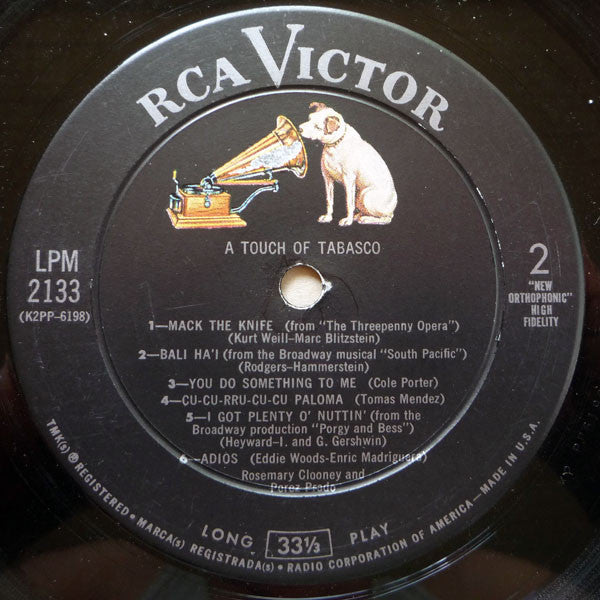 RCA VICTOR
A TOUCH OF TABASCO
LPM
2133
(K2PP-6198)
2
"NEW
ORTHOPHONIC"
HIGH
FIDELITY
1—MACK THE KNIFE (from "The Threepenny Opera")
(Kurt Weill-Marc Blitzstein)
2—BALI HA'I (from the Broadway musical "South Pacific")
(Rodgers-Hammerstein)
3—YOU DO SOMETHING TO ME (Cole Porter)
4—CU-CU-RRU-CU-CU PALOMA (Tomas Mendez)
5—I GOT PLENTY O' NUTTIN' (from the
Broadway production "Porgy and Bess")
(Heyward-I. and G. Gershwin)
6—ADIOS (Eddie Woods-Enric Madriguera)
Rosemary Clooney and
Perez Prado
LONG 33⅓ PLAY
TMK(s) ® REGISTERED • MARCA(s) REGISTRADA(s) • RADIO CORPORATION OF AMERICA—MADE IN U.S.A.